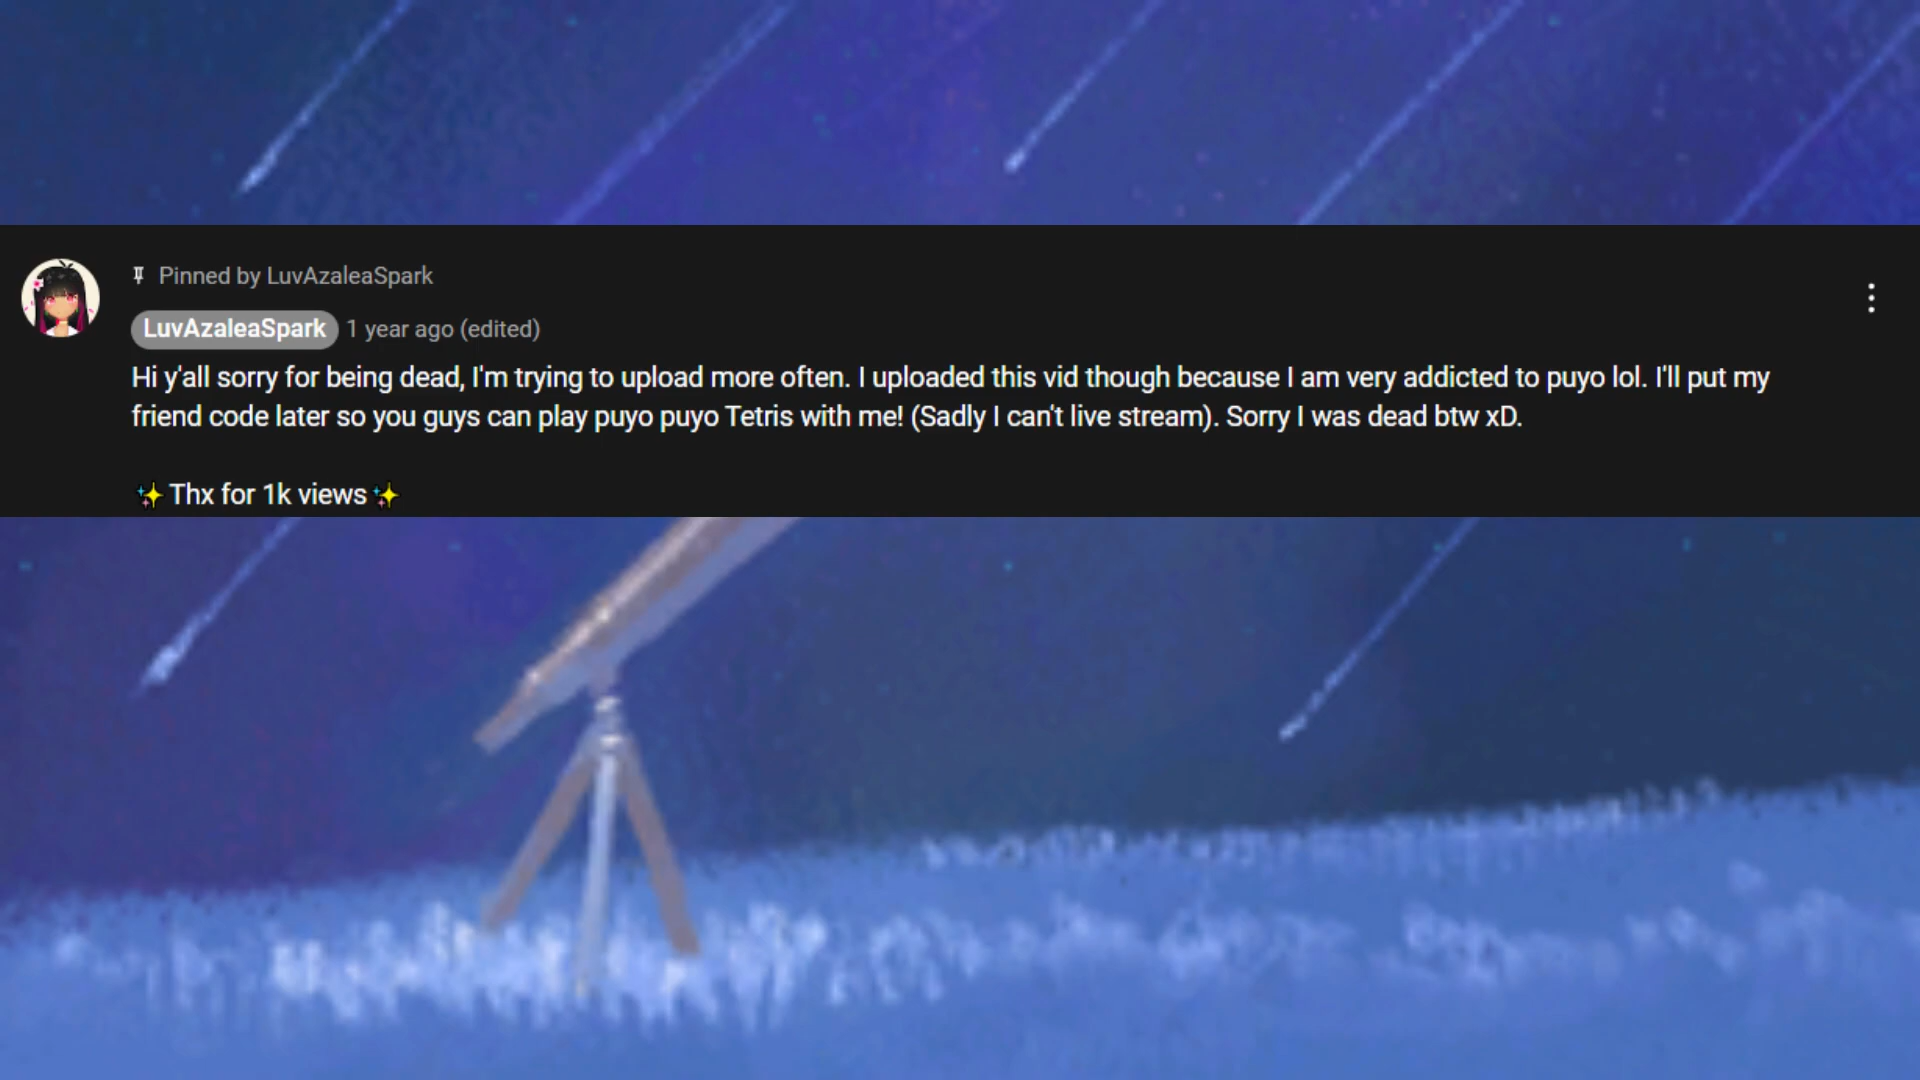 Pinned by LuvAzaleaSpark
LuvAzaleaSpark 1 year ago (edited)
Hi y'all sorry for being dead, I'm trying to upload more often. I uploaded this vid though because I am very addicted to puyo lol. I'll put my
friend code later so you guys can play puyo puyo Tetris with me! (Sadly I can't live stream). Sorry I was dead btw xD.
✨ Thx for 1k views ✨